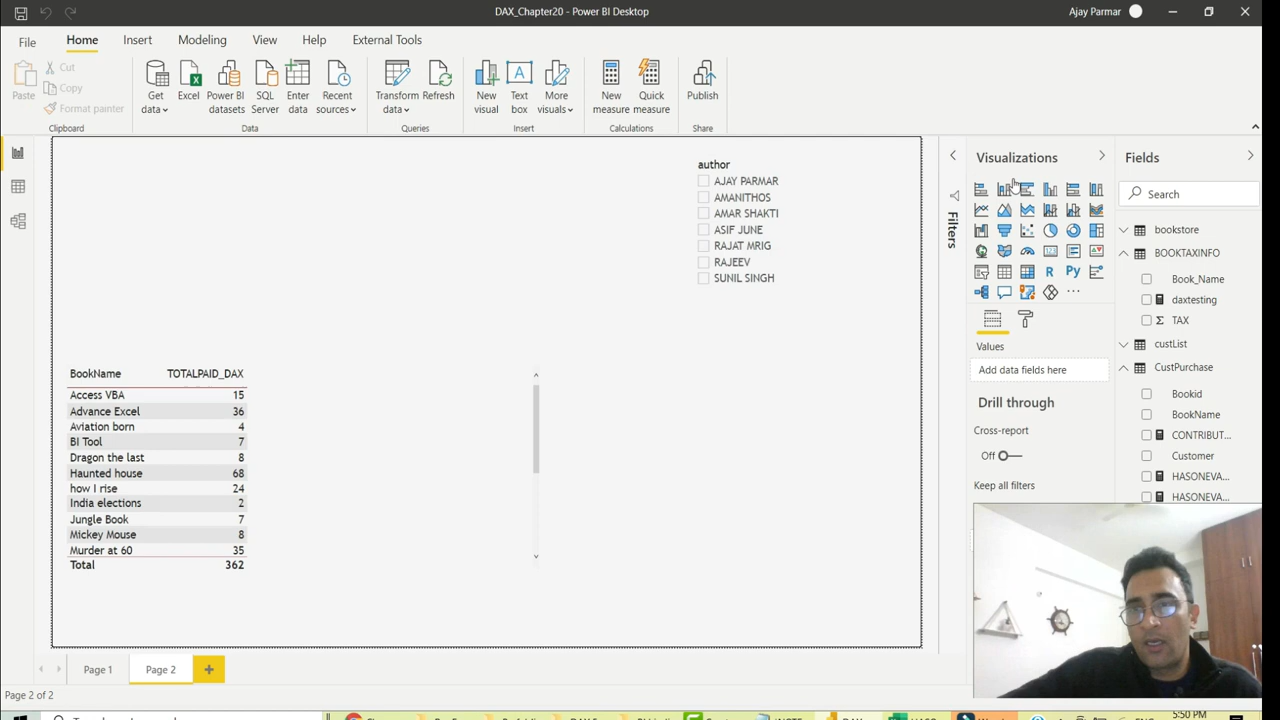 DAX_Chapter20 - Power BI Desktop
Ajay Parmar
File Home Insert Modeling View Help External Tools
Paste
Cut
Copy
Format painter
Clipboard
Get data
Excel
Power BI datasets
SQL Server
Enter data
Recent sources
Data
Transform data
Refresh
Queries
New visual
Text box
More visuals
Insert
New measure
Quick measure
Calculations
Publish
Share
author
AJAY PARMAR
AMANITHOS
AMAR SHAKTI
ASIF JUNE
RAJAT MRIG
RAJEEV
SUNIL SINGH
BookName TOTALPAID_DAX
Access VBA 15
Advance Excel 36
Aviation born 4
BI Tool 7
Dragon the last 8
Haunted house 68
how I rise 24
India elections 2
Jungle Book 7
Mickey Mouse 8
Murder at 60 35
Total 362
Filters
Visualizations
R Py
Values
Add data fields here
Drill through
Cross-report
Off
Keep all filters
Fields
Search
bookstore
BOOKTAXINFO
Book_Name
daxtesting
TAX
custList
CustPurchase
Bookid
BookName
CONTRIBUT...
Customer
HASONEVA...
HASONEVA...
Page 1 Page 2
Page 2 of 2
5:50 PM